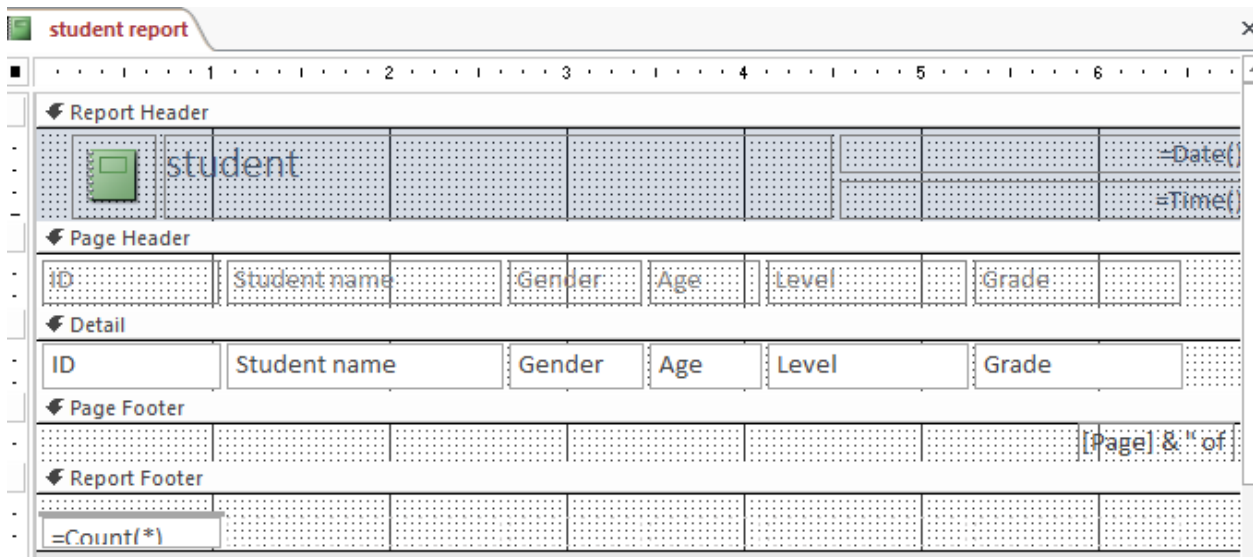 student report
1 2 3 4 5 6
Report Header
student
=Date()
=Time()
Page Header
ID Student name Gender Age Level Grade
Detail
ID Student name Gender Age Level Grade
Page Footer
[Page] & " of
Report Footer
=Count(*)